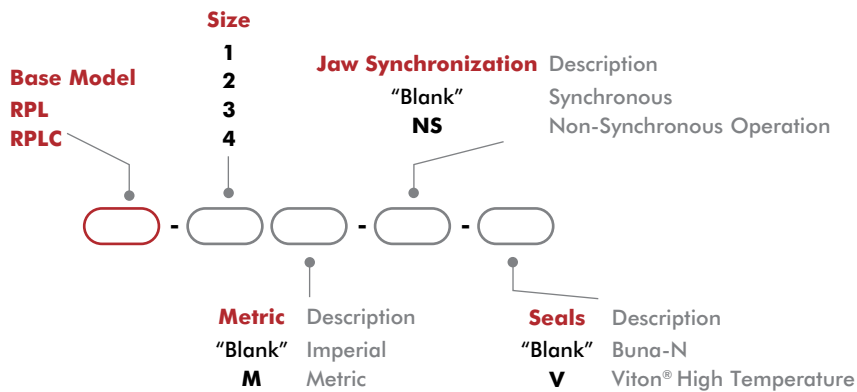 Size
1
2
3
4
Base Model
RPL
RPLC
Jaw Synchronization Description
“Blank” Synchronous
NS Non-Synchronous Operation
- - -
Metric Description
“Blank” Imperial
M Metric
Seals Description
“Blank” Buna-N
V Viton® High Temperature